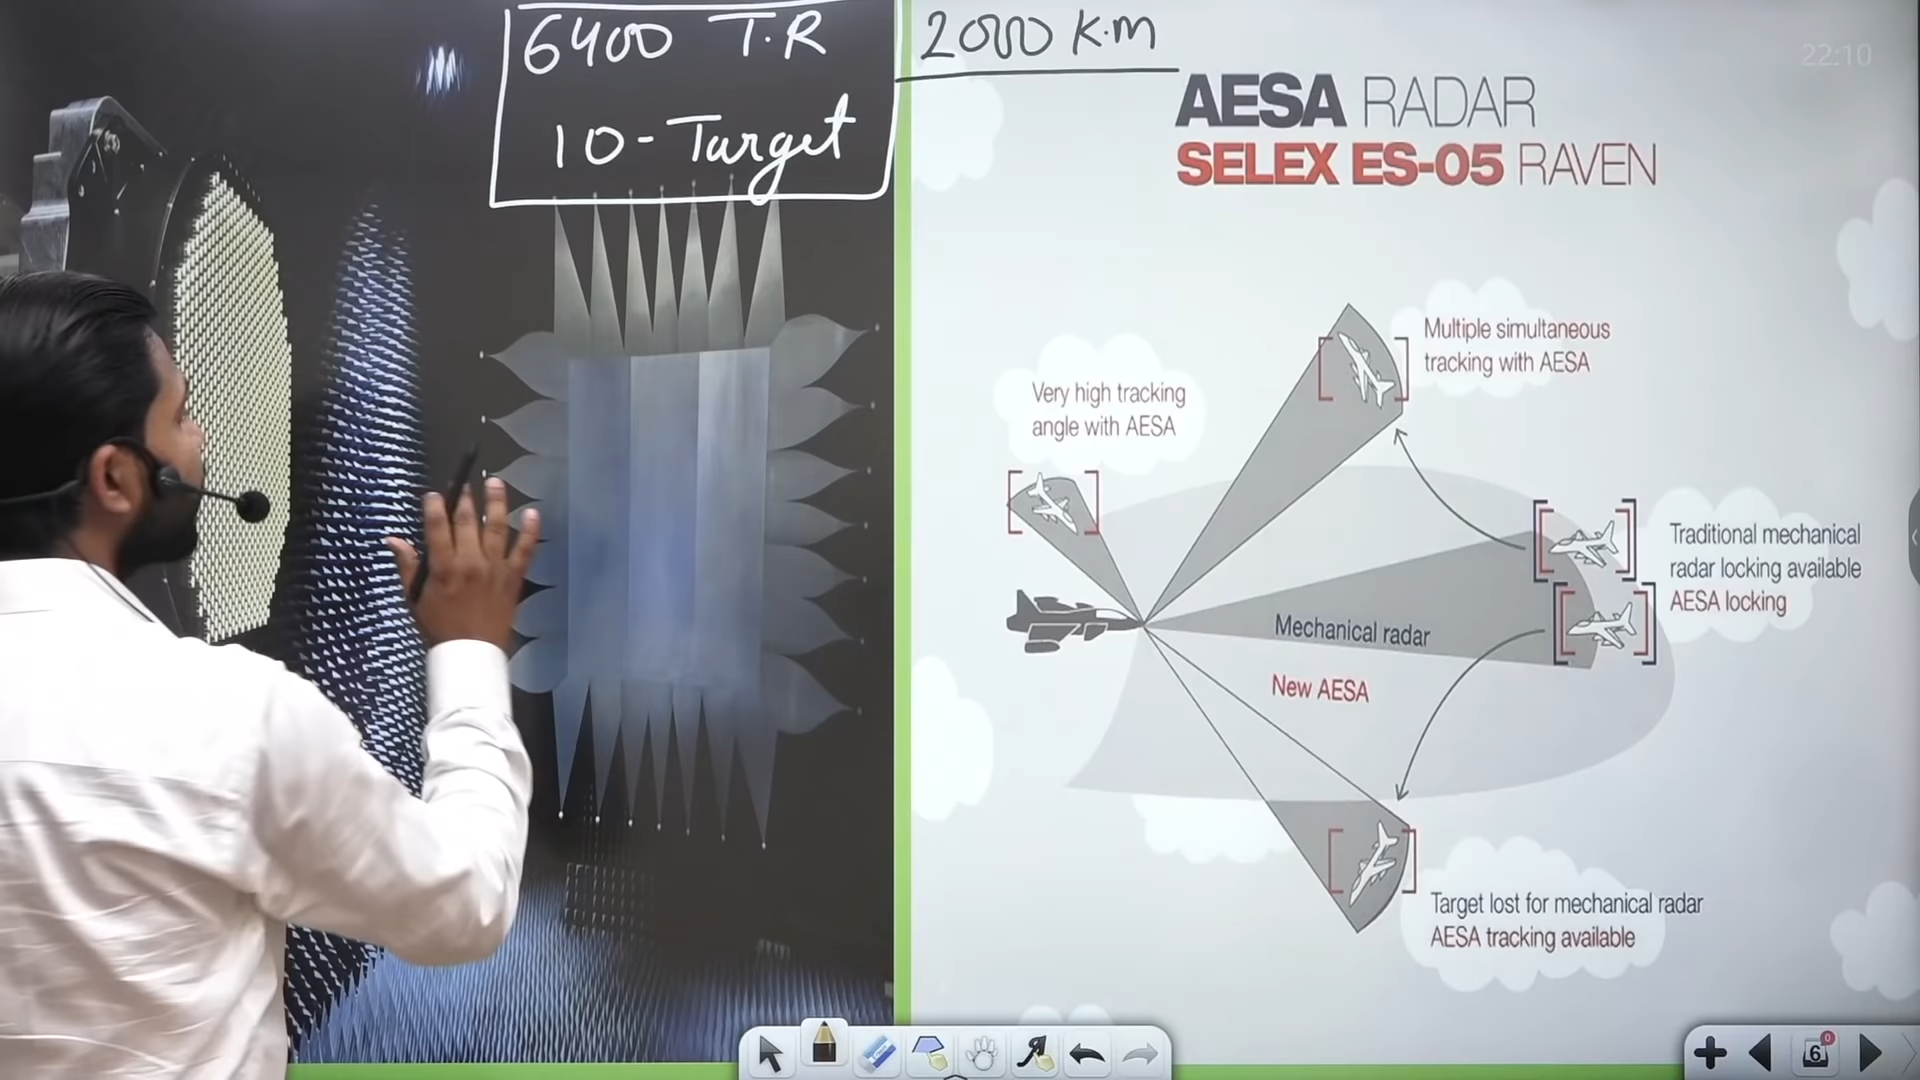 6400 T.R
10-Target
2000 K.m
22:10
AESA RADAR
SELEX ES-05 RAVEN
Multiple simultaneous
tracking with AESA
Very high tracking
angle with AESA
Traditional mechanical
radar locking available
AESA locking
Mechanical radar
New AESA
Target lost for mechanical radar
AESA tracking available
6
0